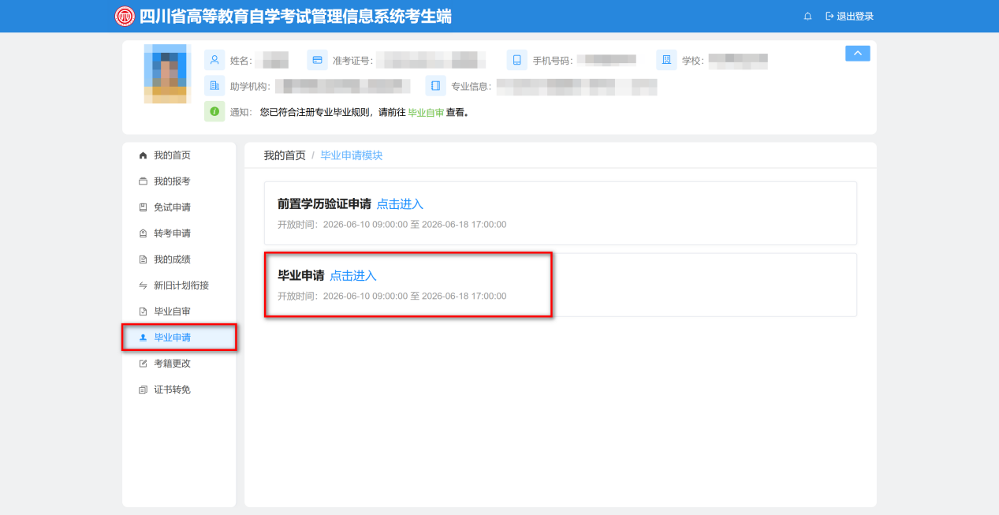 四川省高等教育自学考试管理信息系统考生端
退出登录
姓名:
准考证号:
手机号码:
学校:
助学机构:
专业信息:
通知: 您已符合注册专业毕业规则，请前往 毕业自审 查看。
我的首页
我的报考
免试申请
转考申请
我的成绩
新旧计划衔接
毕业自审
毕业申请
考籍更改
证书转免
我的首页 / 毕业申请模块
前置学历验证申请 点击进入
开放时间: 2026-06-10 09:00:00 至 2026-06-18 17:00:00
毕业申请 点击进入
开放时间: 2026-06-10 09:00:00 至 2026-06-18 17:00:00